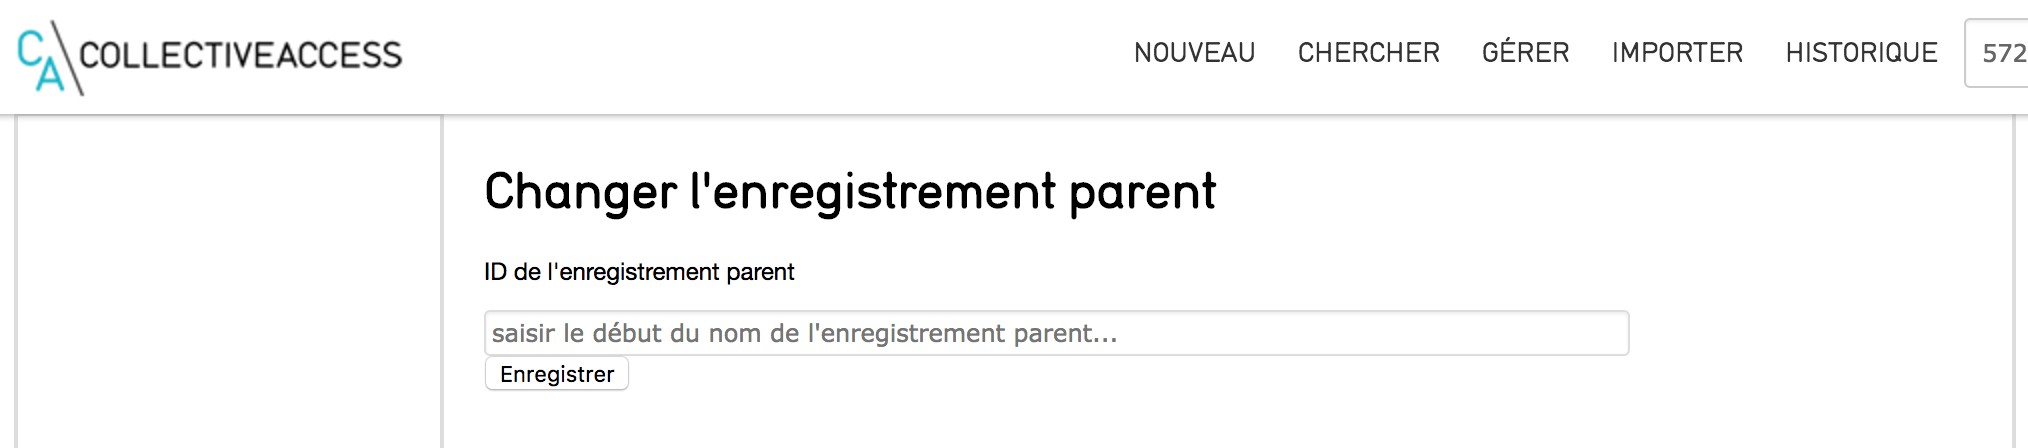 CA COLLECTIVEACCESS
NOUVEAU CHERCHER GÉRER IMPORTER HISTORIQUE 572
Changer l'enregistrement parent
ID de l'enregistrement parent
saisir le début du nom de l'enregistrement parent...
Enregistrer